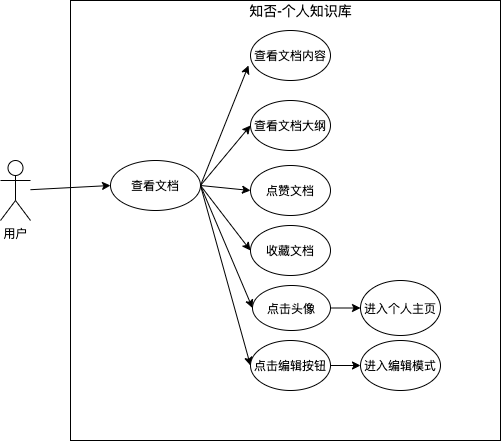 知否-个人知识库
查看文档内容
查看文档大纲
查看文档
点赞文档
用户
收藏文档
点击头像
进入个人主页
点击编辑按钮
进入编辑模式